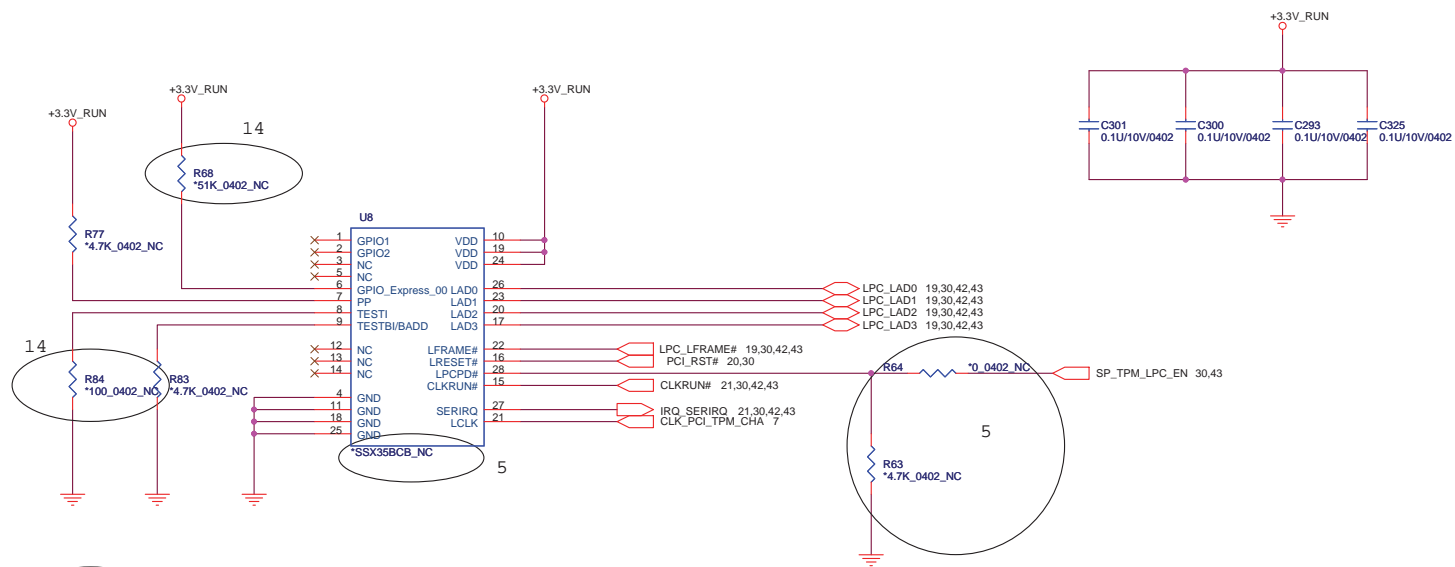 +3.3V_RUN
+3.3V_RUN
+3.3V_RUN
+3.3V_RUN
14
R68
*51K_0402_NC
R77
*4.7K_0402_NC
C301
0.1U/10V/0402
C300
0.1U/10V/0402
C293
0.1U/10V/0402
C325
0.1U/10V/0402
U8
1 GPIO1
2 GPIO2
3 NC
5 NC
6 GPIO_Express_00
7 PP
8 TESTI
9 TESTBI/BADD
12 NC
13 NC
14 NC
4 GND
11 GND
18 GND
25 GND
VDD 10
VDD 19
VDD 24
LAD0 26
LAD1 23
LAD2 20
LAD3 17
LFRAME# 22
LRESET# 16
LPCPD# 28
CLKRUN# 15
SERIRQ 27
LCLK 21
*SSX35BCB_NC
5
LPC_LAD0 19,30,42,43
LPC_LAD1 19,30,42,43
LPC_LAD2 19,30,42,43
LPC_LAD3 19,30,42,43
LPC_LFRAME# 19,30,42,43
PCI_RST# 20,30
CLKRUN# 21,30,42,43
IRQ_SERIRQ 21,30,42,43
CLK_PCI_TPM_CHA 7
14
R84
*100_0402_NC
R83
*4.7K_0402_NC
R64
*0_0402_NC
SP_TPM_LPC_EN 30,43
5
R63
*4.7K_0402_NC